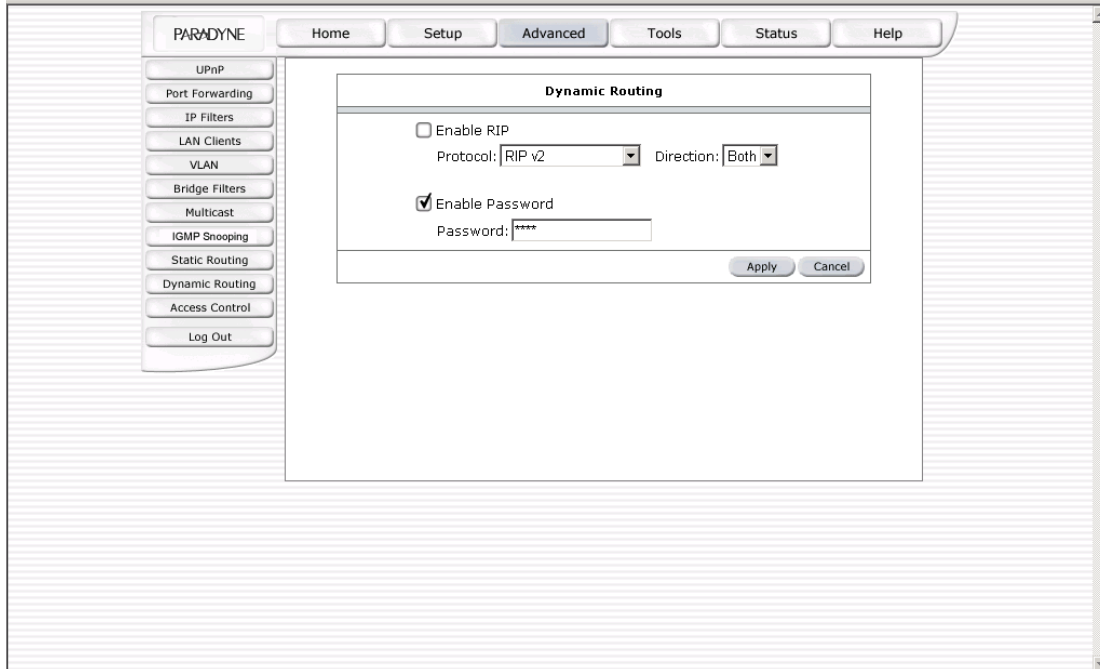 PARADYNE
Home Setup Advanced Tools Status Help
UPnP
Port Forwarding
IP Filters
LAN Clients
VLAN
Bridge Filters
Multicast
IGMP Snooping
Static Routing
Dynamic Routing
Access Control
Log Out
Dynamic Routing
Enable RIP
Protocol: RIP v2 Direction: Both
Enable Password
Password: ****
Apply Cancel